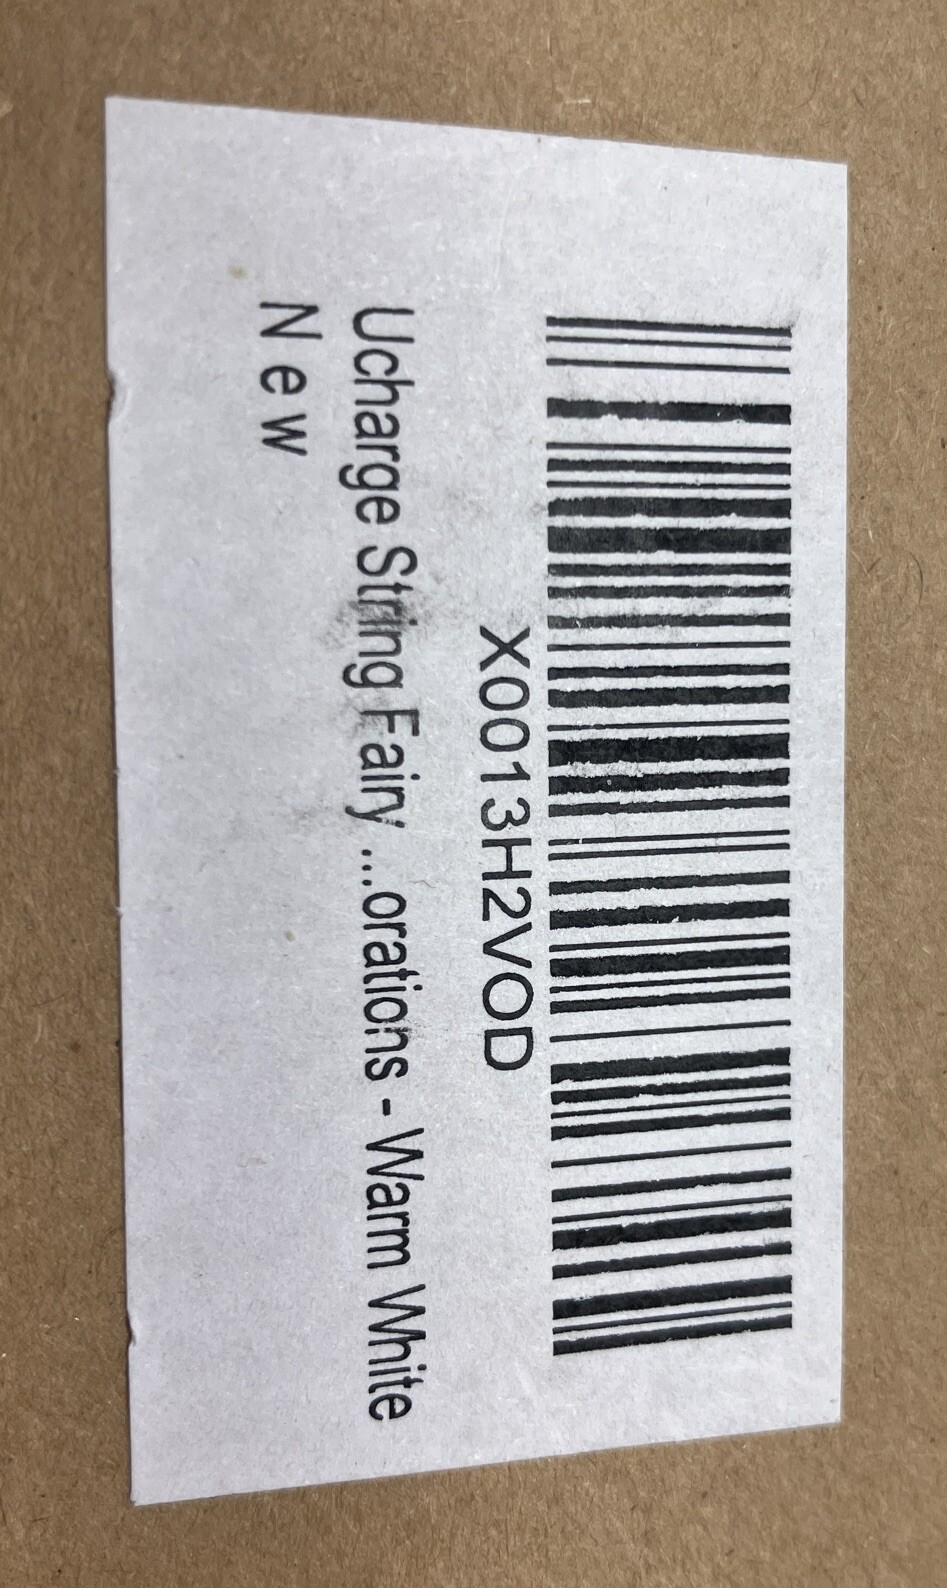 X0013H2VOD
Ucharge String Fairy ...orations - Warm White
New